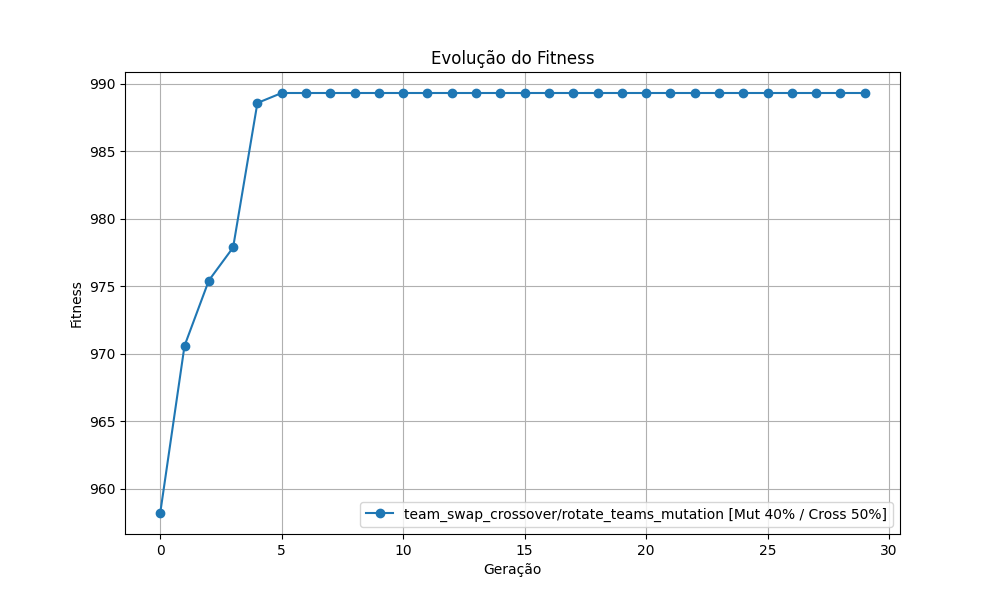 Evolução do Fitness
Fitness
990
985
980
975
970
965
960
team_swap_crossover/rotate_teams_mutation [Mut 40% / Cross 50%]
0 5 10 15 20 25 30
Geração